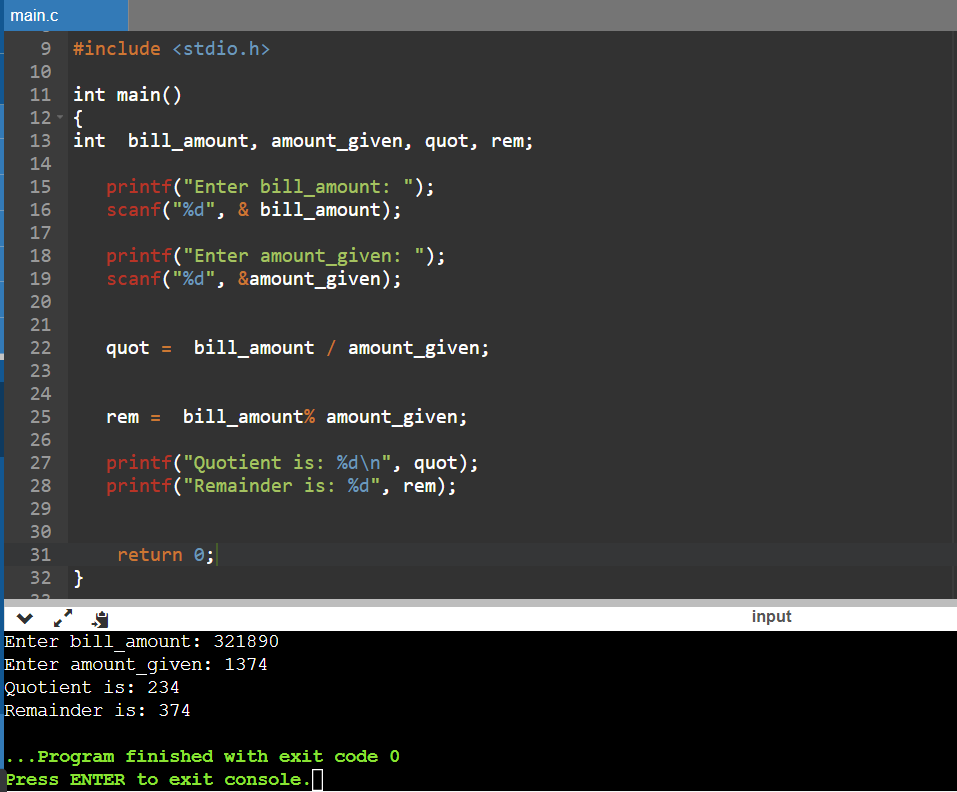 main.c
9 #include <stdio.h>
10
11 int main()
12 {
13 int  bill_amount, amount_given, quot, rem;
14
15    printf("Enter bill_amount: ");
16    scanf("%d", & bill_amount);
17
18    printf("Enter amount_given: ");
19    scanf("%d", &amount_given);
20
21
22    quot =  bill_amount / amount_given;
23
24
25    rem =  bill_amount% amount_given;
26
27    printf("Quotient is: %d\n", quot);
28    printf("Remainder is: %d", rem);
29
30
31     return 0;
32 }
33
input
Enter bill_amount: 321890
Enter amount_given: 1374
Quotient is: 234
Remainder is: 374
...Program finished with exit code 0
Press ENTER to exit console.